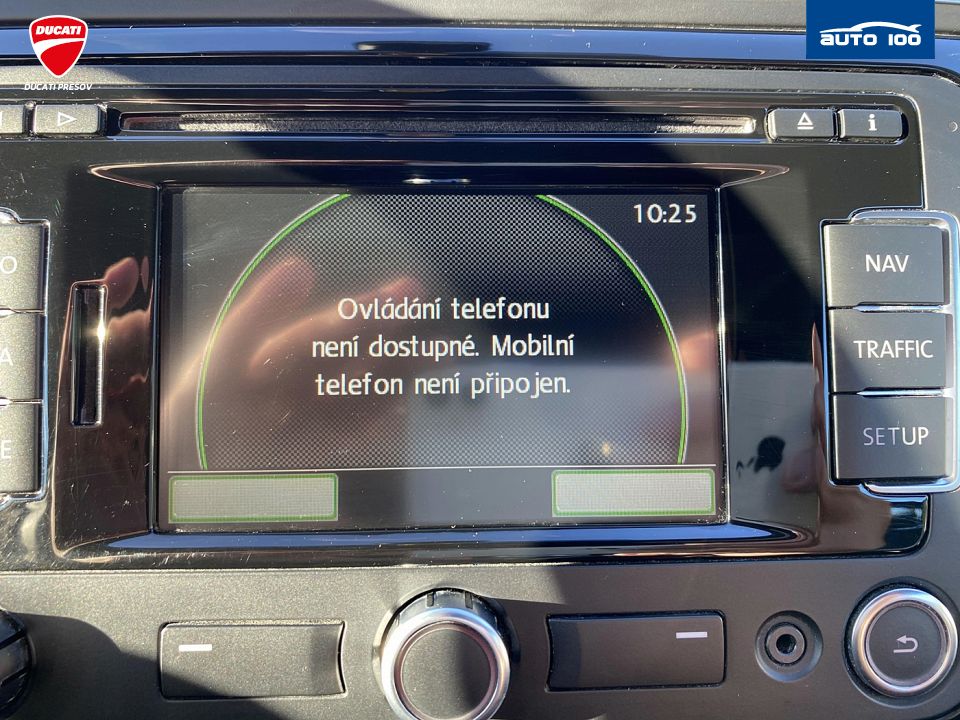 DUCATI
DUCATI PREŠOV
AUTO 100
i
10:25
Ovládání telefonu
není dostupné. Mobilní
telefon není připojen.
O
A
E
NAV
TRAFFIC
SETUP